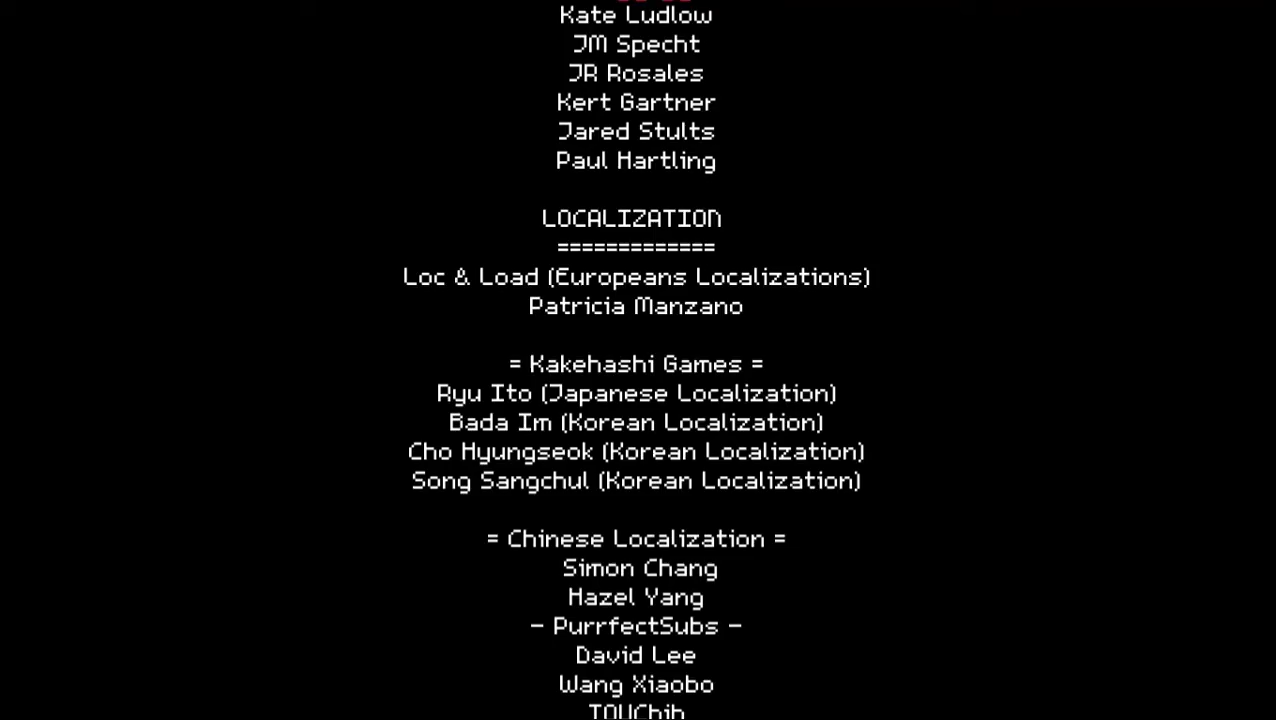 Kate Ludlow
JM Specht
JR Rosales
Kert Gartner
Jared Stults
Paul Hartling
LOCALIZATION
=============
Loc & Load (Europeans Localizations)
Patricia Manzano
= Kakehashi Games =
Ryu Ito (Japanese Localization)
Bada Im (Korean Localization)
Cho Hyungseok (Korean Localization)
Song Sangchul (Korean Localization)
= Chinese Localization =
Simon Chang
Hazel Yang
- PurrfectSubs -
David Lee
Wang Xiaobo